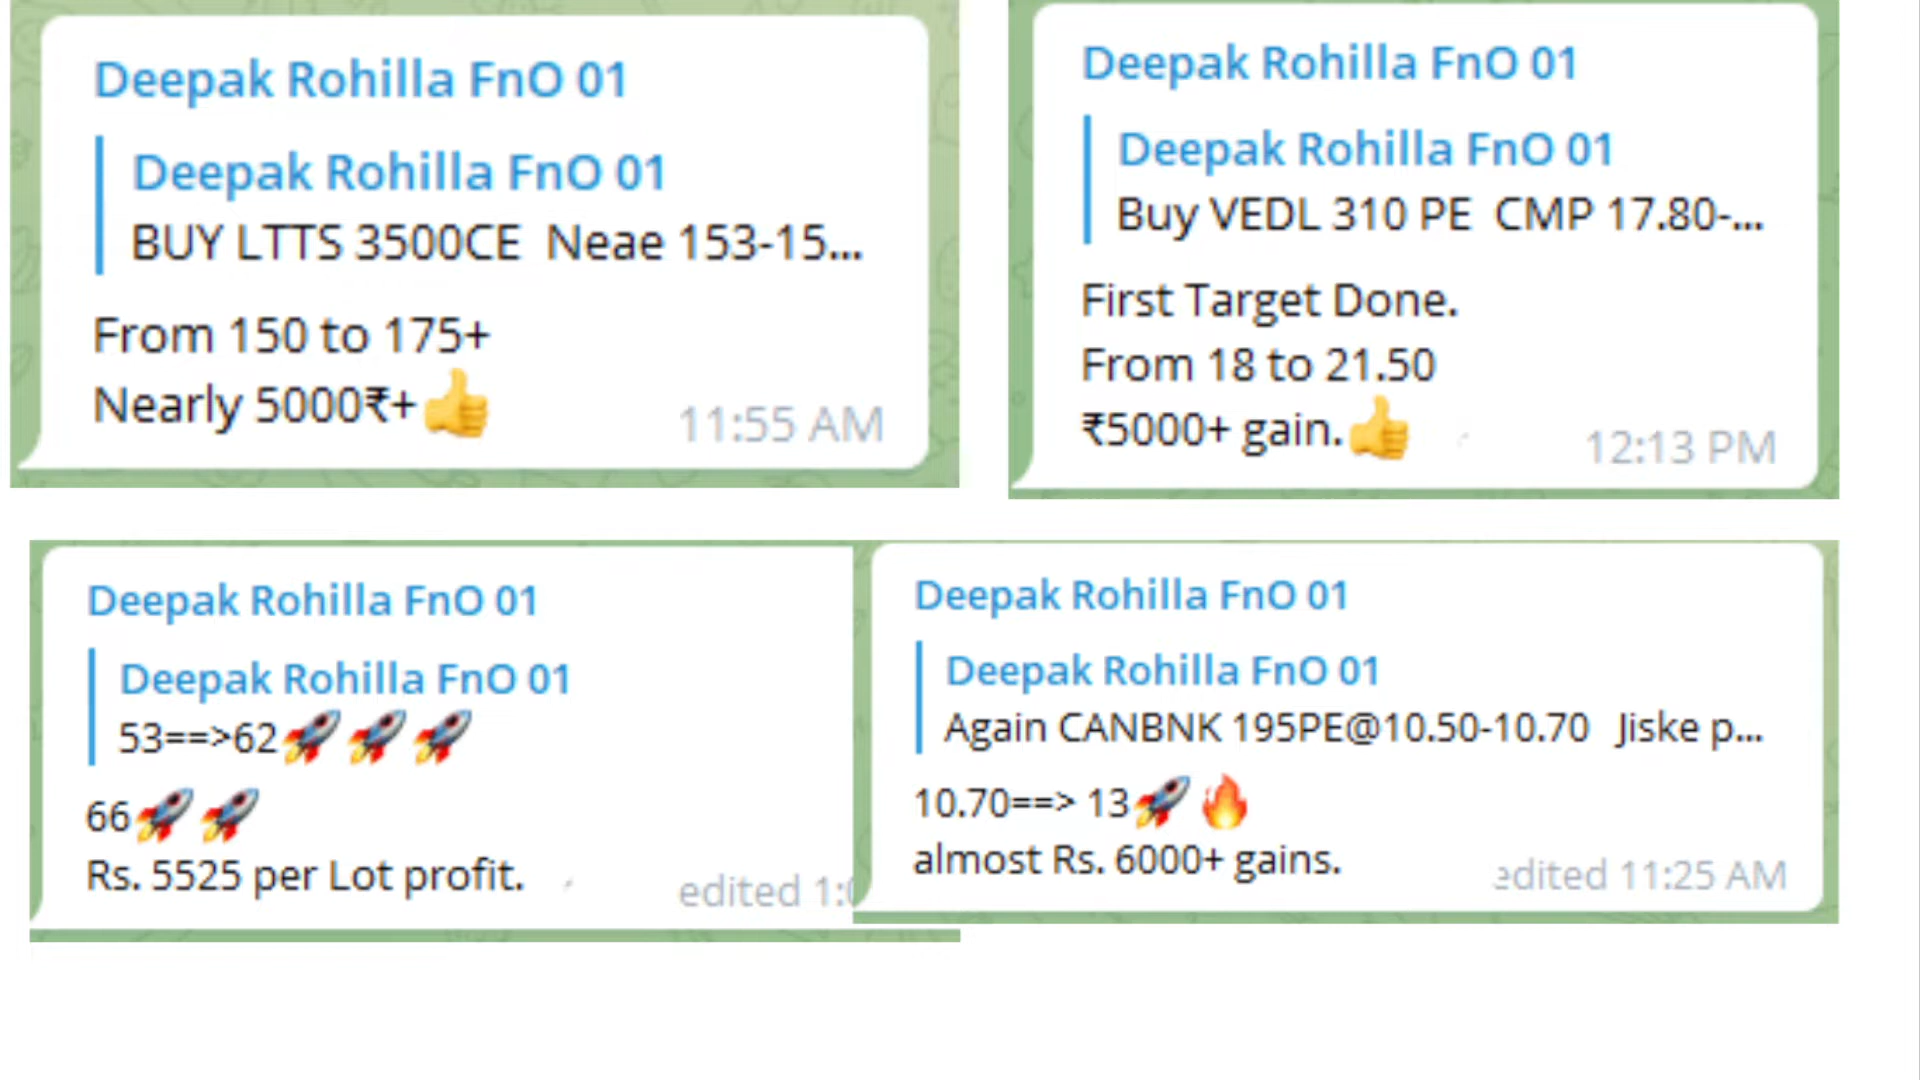 Deepak Rohilla FnO 01
Deepak Rohilla FnO 01
BUY LTTS 3500CE  Neae 153-15...
From 150 to 175+
Nearly 5000₹+👍
11:55 AM
Deepak Rohilla FnO 01
Deepak Rohilla FnO 01
Buy VEDL 310 PE  CMP 17.80-...
First Target Done.
From 18 to 21.50
₹5000+ gain.👍
12:13 PM
Deepak Rohilla FnO 01
Deepak Rohilla FnO 01
53==>62🚀🚀🚀
66🚀🚀
Rs. 5525 per Lot profit.
edited
Deepak Rohilla FnO 01
Deepak Rohilla FnO 01
Again CANBNK 195PE@10.50-10.70  Jiske p...
10.70==> 13🚀🔥
almost Rs. 6000+ gains.
edited 11:25 AM